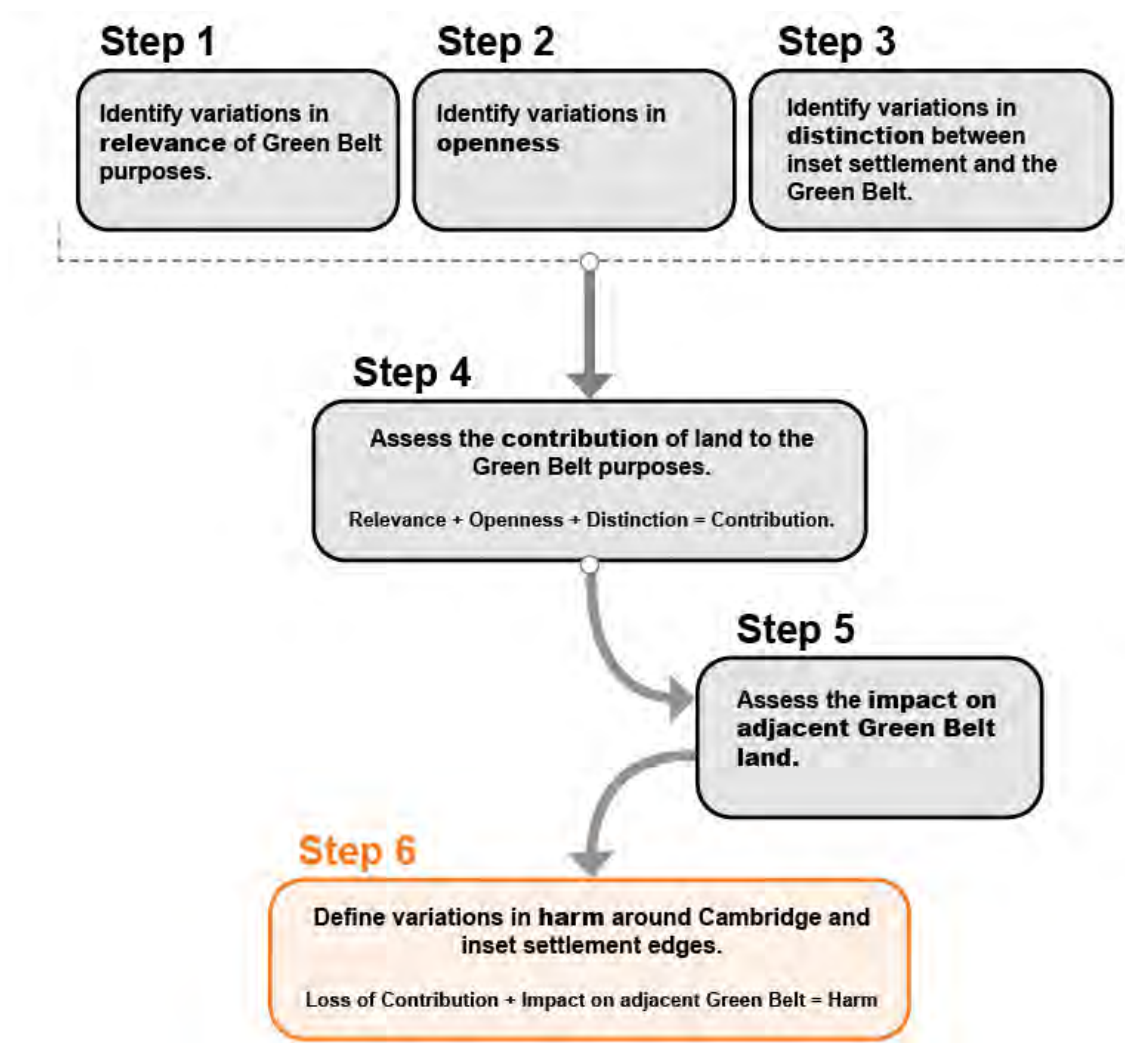 Step 1
Identify variations in
relevance of Green Belt
purposes.
Step 2
Identify variations in
openness
Step 3
Identify variations in
distinction between
inset settlement and the
Green Belt.
Step 4
Assess the contribution of land to the
Green Belt purposes.
Relevance + Openness + Distinction = Contribution.
Step 5
Assess the impact on
adjacent Green Belt
land.
Step 6
Define variations in harm around Cambridge and
inset settlement edges.
Loss of Contribution + Impact on adjacent Green Belt = Harm